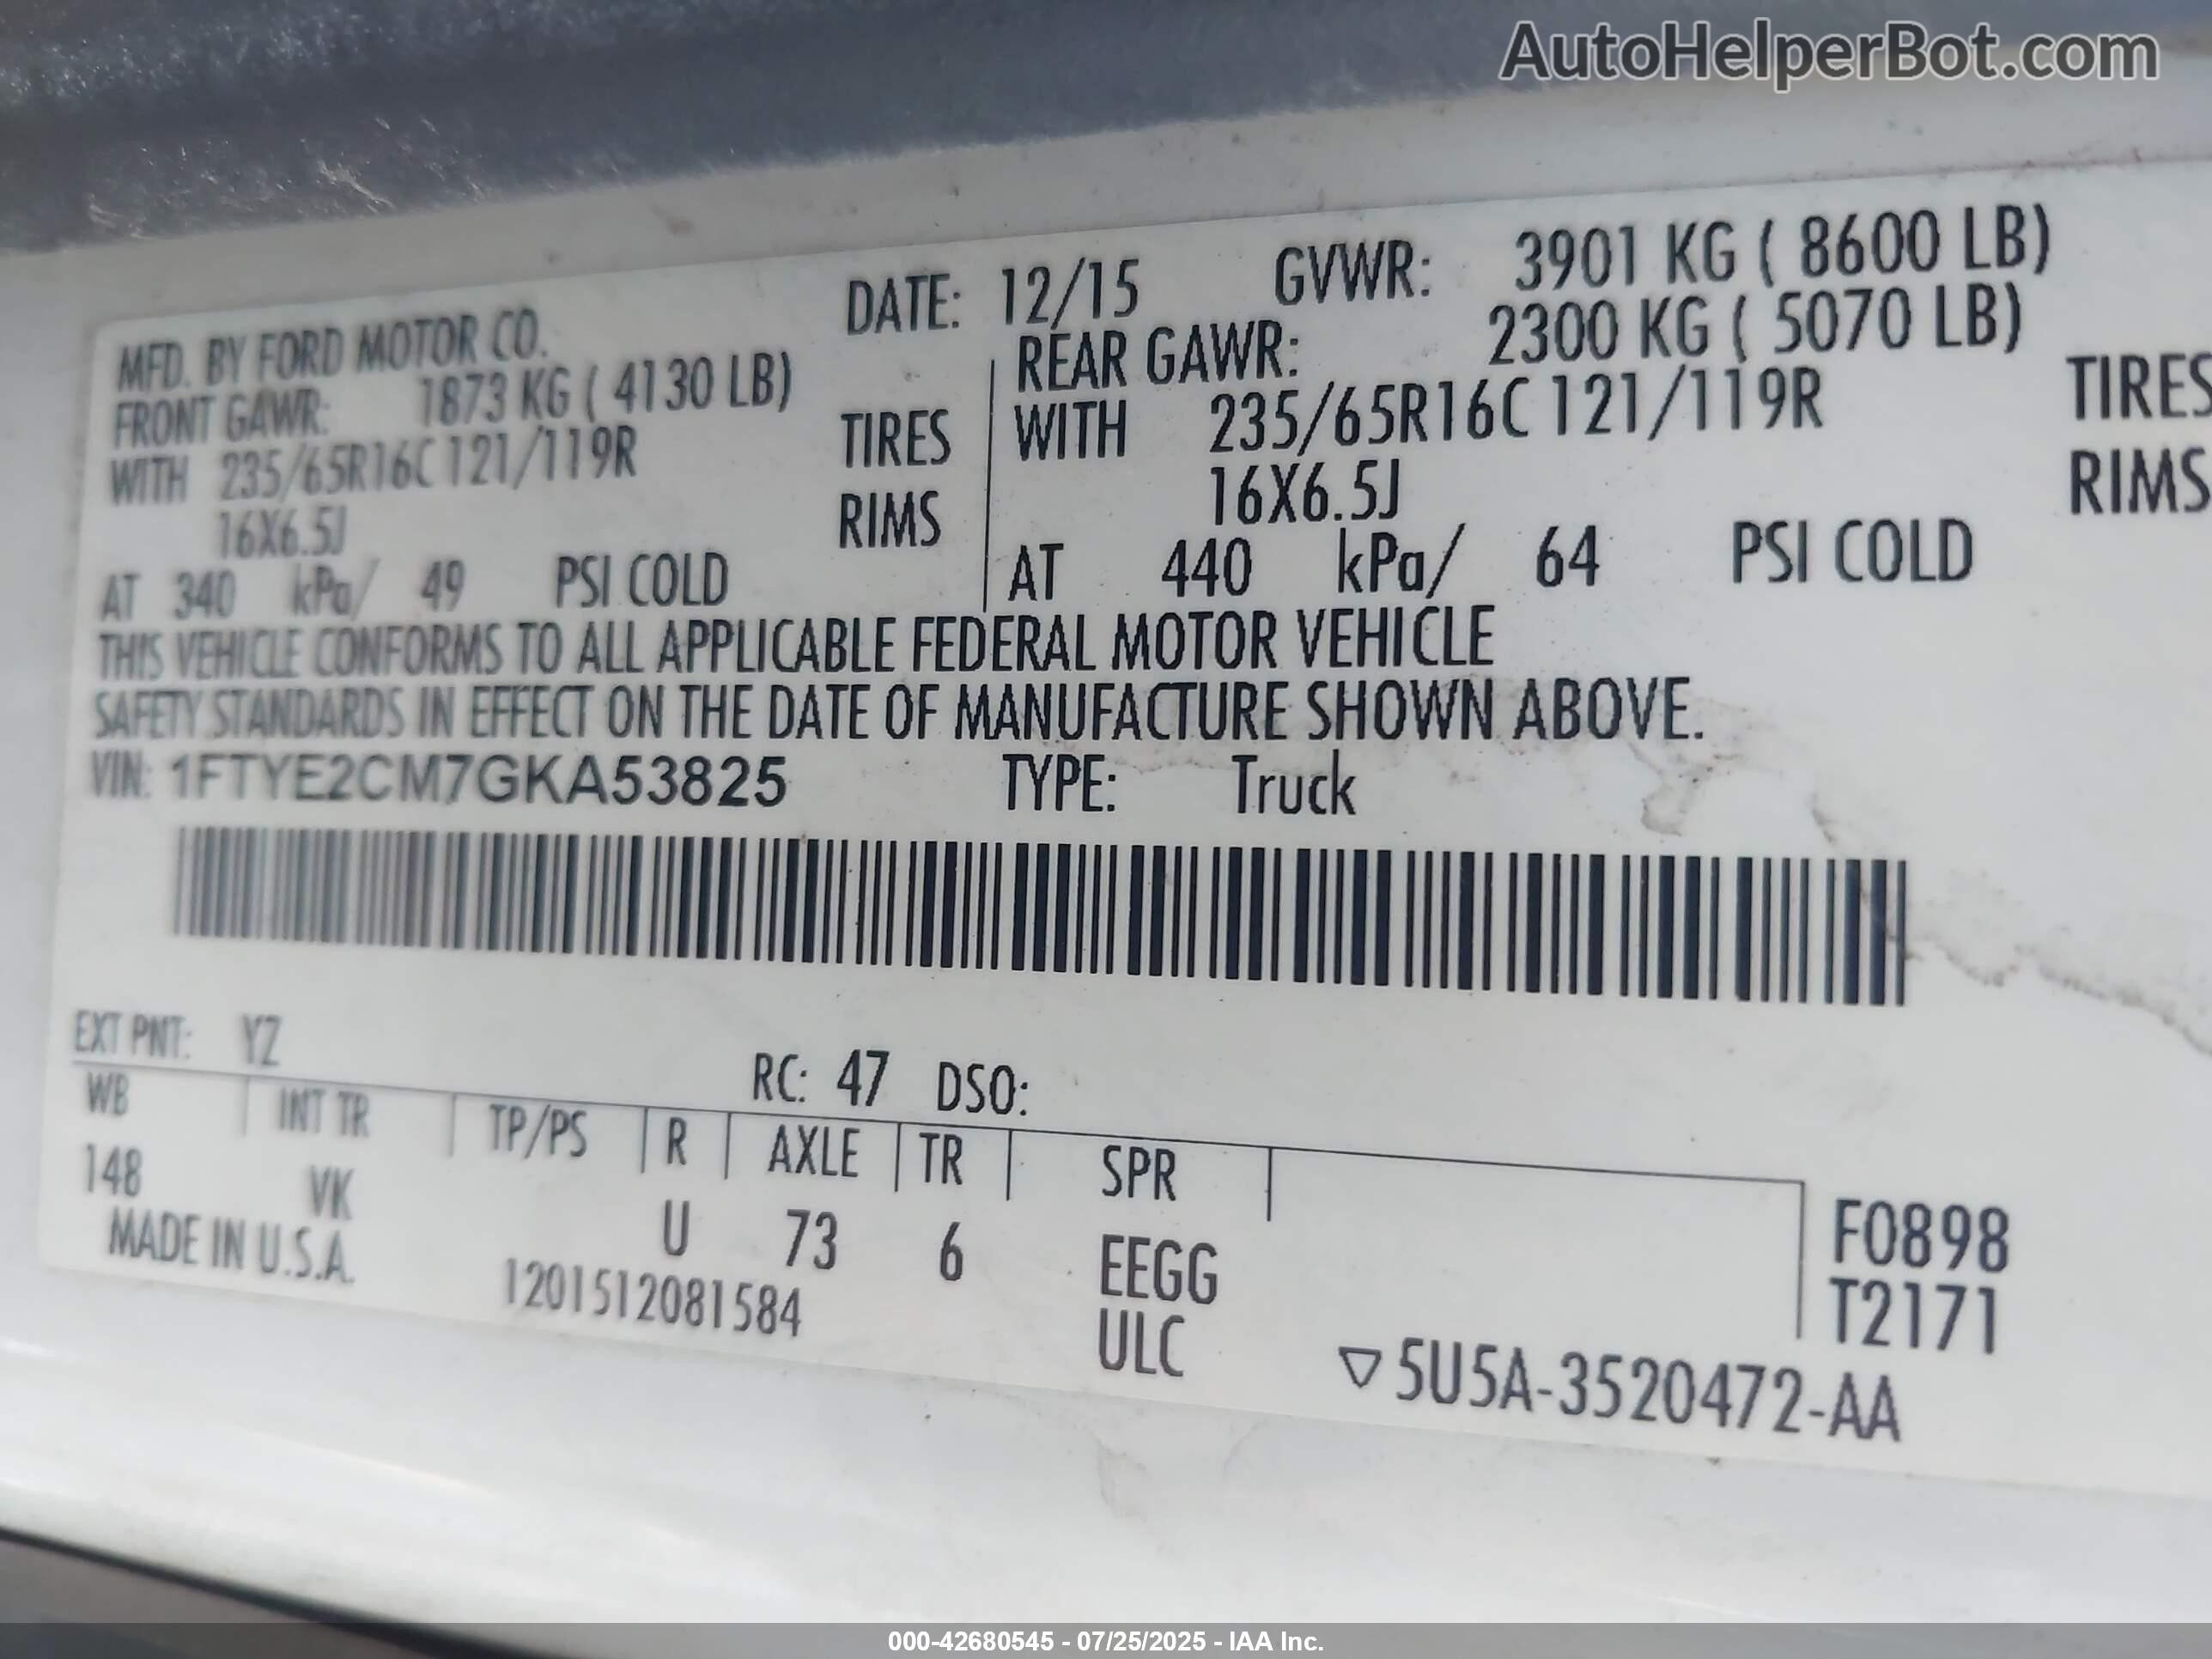 AutoHelperBot.com
MFD. BY FORD MOTOR CO. DATE: 12/15 GVWR: 3901 KG ( 8600 LB)
FRONT GAWR: 1873 KG ( 4130 LB) REAR GAWR: 2300 KG ( 5070 LB)
WITH 235/65R16C 121/119R TIRES WITH 235/65R16C 121/119R TIRES
16X6.5J RIMS 16X6.5J RIMS
AT 340 kPa/ 49 PSI COLD AT 440 kPa/ 64 PSI COLD
THIS VEHICLE CONFORMS TO ALL APPLICABLE FEDERAL MOTOR VEHICLE
SAFETY STANDARDS IN EFFECT ON THE DATE OF MANUFACTURE SHOWN ABOVE.
VIN: 1FTYE2CM7GKA53825 TYPE: Truck
EXT PNT: YZ RC: 47 DSO:
WB INT TR TP/PS R AXLE TR SPR
148 VK U 73 6 EEGG F0898
MADE IN U.S.A. 1201512081584 ULC T2171
▽5U5A-3520472-AA
000-42680545 - 07/25/2025 - IAA Inc.